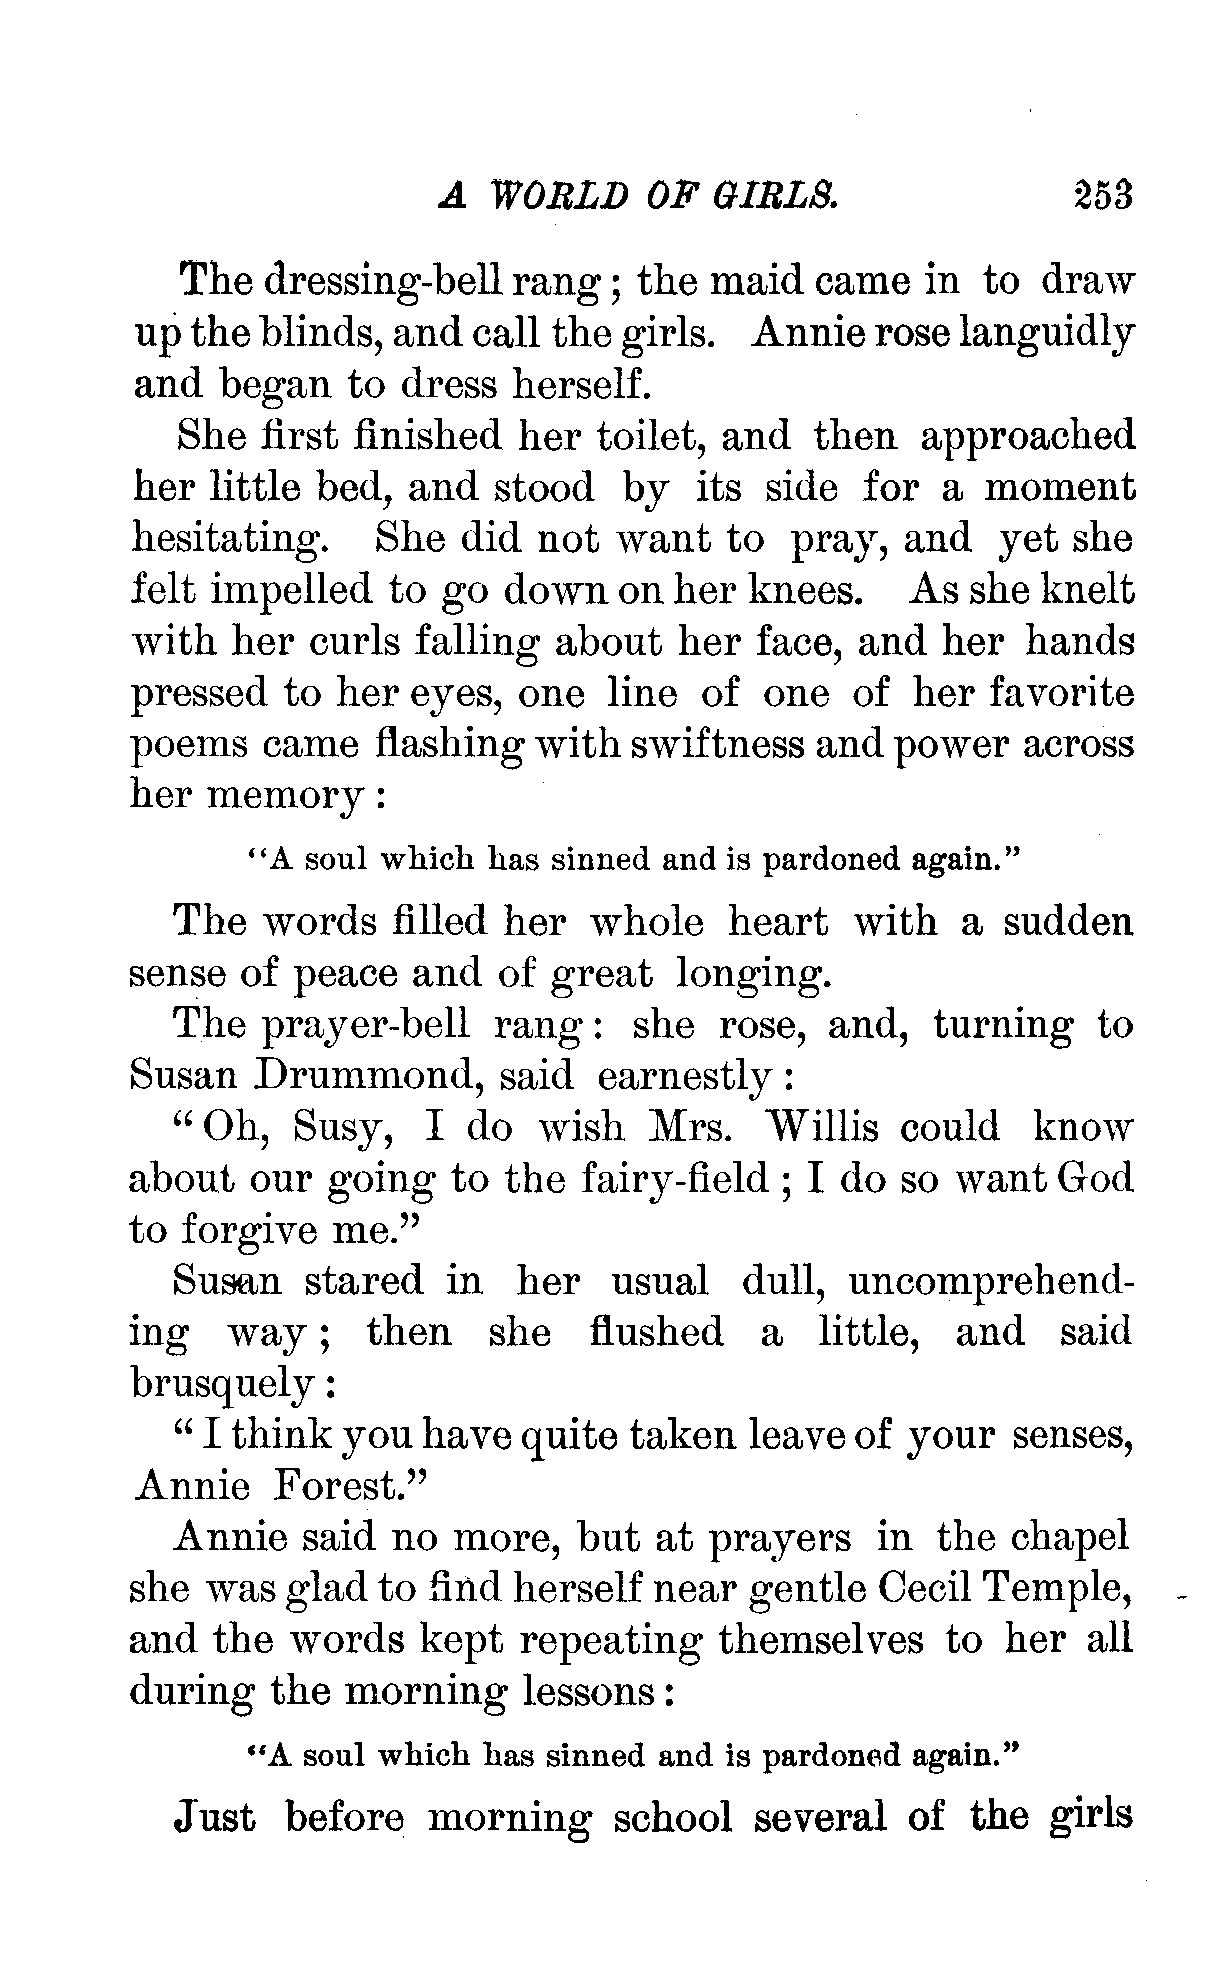 A WORLD OF GIRLS. 253
The dressing-bell rang ; the maid came in to draw
up the blinds, and call the girls. Annie rose languidly
and began to dress herself.
She first finished her toilet, and then approached
her little bed, and stood by its side for a moment
hesitating. She did not want to pray, and yet she
felt impelled to go down on her knees. As she knelt
with her curls falling about her face, and her hands
pressed to her eyes, one line of one of her favorite
poems came flashing with swiftness and power across
her memory :
"A soul which has sinned and is pardoned again."
The words filled her whole heart with a sudden
sense of peace and of great longing.
The prayer-bell rang : she rose, and, turning to
Susan Drummond, said earnestly :
" Oh, Susy, I do wish Mrs. Willis could know
about our going to the fairy-field ; I do so want God
to forgive me."
Susan stared in her usual dull, uncomprehend-
ing way ; then she flushed a little, and said
brusquely :
" I think you have quite taken leave of your senses,
Annie Forest."
Annie said no more, but at prayers in the chapel
she was glad to find herself near gentle Cecil Temple,
and the words kept repeating themselves to her all
during the morning lessons :
"A soul which has sinned and is pardoned again."
Just before morning school several of the girls